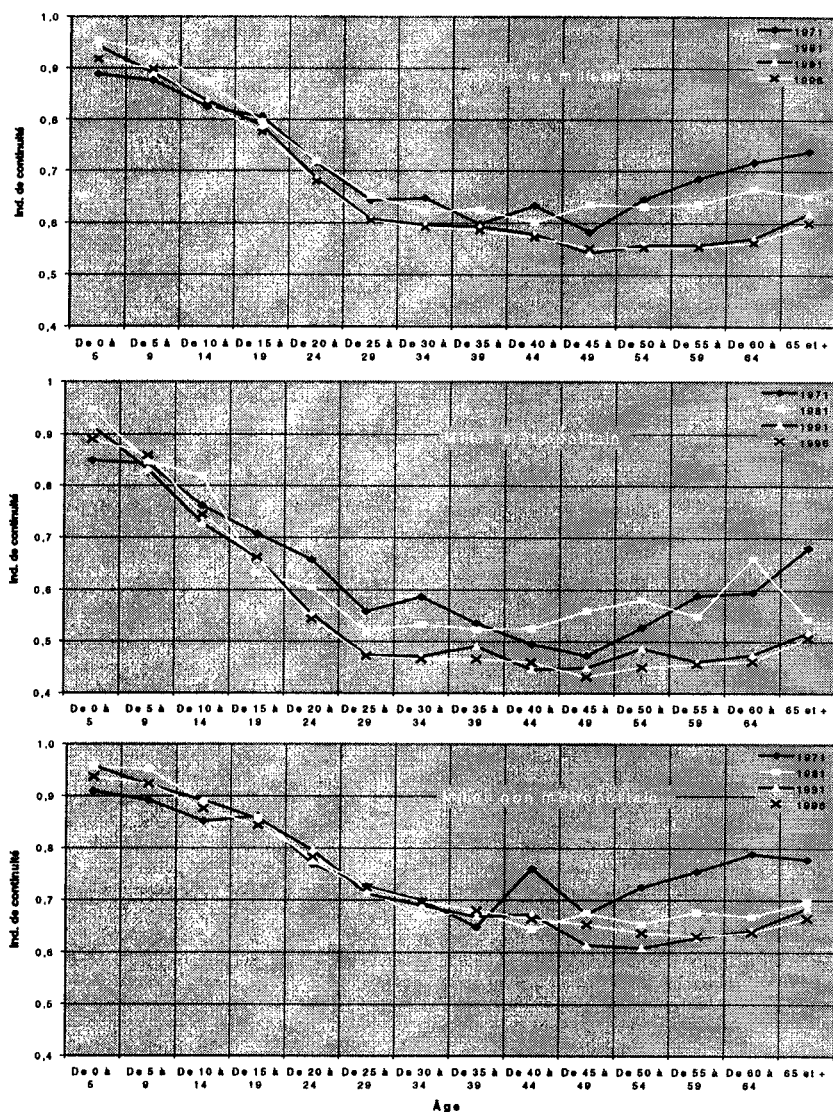 1,0
0,9
0,8
0,7
0,6
0,5
0,4
Ind. de continuité
les milieux
1971
1981
1991
1996
De 0 à De 5 à De 10 à De 15 à De 20 à De 25 à De 30 à De 35 à De 40 à De 45 à De 50 à De 55 à De 60 à 65 et +
5 9 14 19 24 29 34 39 44 49 54 59 64
1
0,9
0,8
0,7
0,6
0,5
0,4
Ind. de continuité
Milieu métropolitain
1971
1981
1991
1996
De 0 à De 5 à De 10 à De 15 à De 20 à De 25 à De 30 à De 35 à De 40 à De 45 à De 50 à De 55 à De 60 à 65 et +
5 9 14 19 24 29 34 39 44 49 54 59 64
1,0
0,9
0,8
0,7
0,6
0,5
0,4
Ind. de continuité
Milieu non métropolitain
1971
1981
1991
1996
De 0 à De 5 à De 10 à De 15 à De 20 à De 25 à De 30 à De 35 à De 40 à De 45 à De 50 à De 55 à De 60 à 65 et +
5 9 14 19 24 29 34 39 44 49 54 59 64
Âge